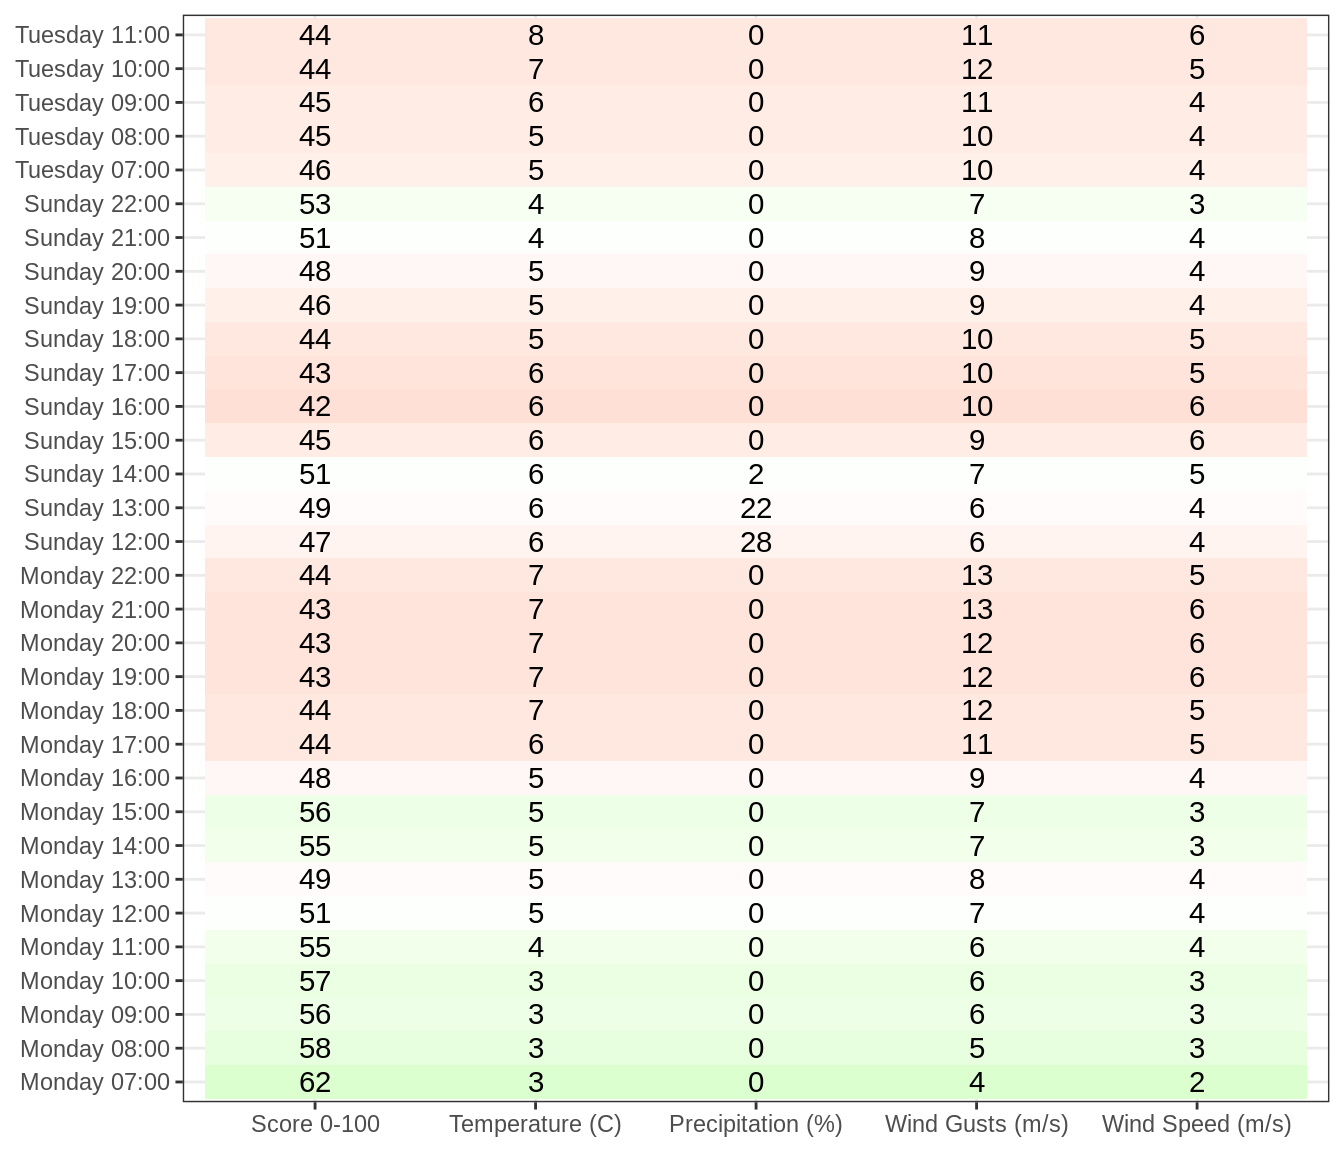 Tuesday 11:00 44 8 0 11 6
Tuesday 10:00 44 7 0 12 5
Tuesday 09:00 45 6 0 11 4
Tuesday 08:00 45 5 0 10 4
Tuesday 07:00 46 5 0 10 4
Sunday 22:00 53 4 0 7 3
Sunday 21:00 51 4 0 8 4
Sunday 20:00 48 5 0 9 4
Sunday 19:00 46 5 0 9 4
Sunday 18:00 44 5 0 10 5
Sunday 17:00 43 6 0 10 5
Sunday 16:00 42 6 0 10 6
Sunday 15:00 45 6 0 9 6
Sunday 14:00 51 6 2 7 5
Sunday 13:00 49 6 22 6 4
Sunday 12:00 47 6 28 6 4
Monday 22:00 44 7 0 13 5
Monday 21:00 43 7 0 13 6
Monday 20:00 43 7 0 12 6
Monday 19:00 43 7 0 12 6
Monday 18:00 44 7 0 12 5
Monday 17:00 44 6 0 11 5
Monday 16:00 48 5 0 9 4
Monday 15:00 56 5 0 7 3
Monday 14:00 55 5 0 7 3
Monday 13:00 49 5 0 8 4
Monday 12:00 51 5 0 7 4
Monday 11:00 55 4 0 6 4
Monday 10:00 57 3 0 6 3
Monday 09:00 56 3 0 6 3
Monday 08:00 58 3 0 5 3
Monday 07:00 62 3 0 4 2
Score 0-100 Temperature (C) Precipitation (%) Wind Gusts (m/s) Wind Speed (m/s)